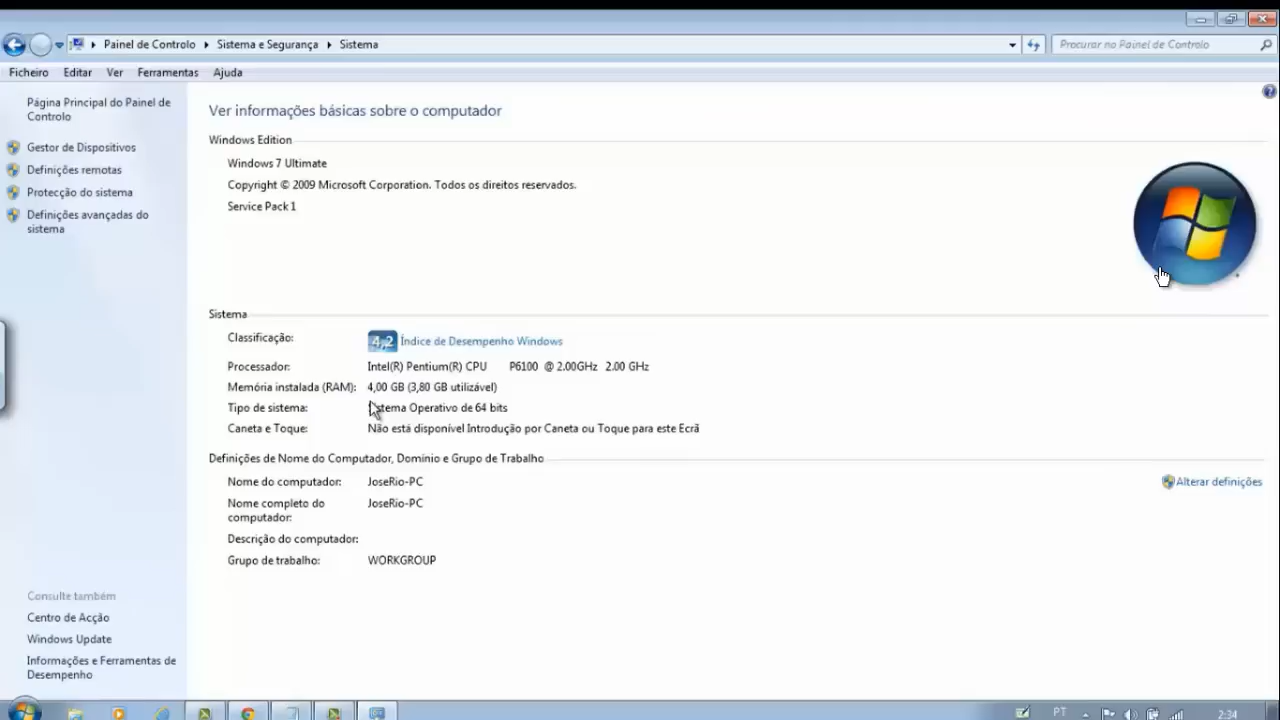 Painel de Controlo Sistema e Segurança Sistema
Procurar no Painel de Controlo
Ficheiro Editar Ver Ferramentas Ajuda
Página Principal do Painel de
Controlo
Gestor de Dispositivos
Definições remotas
Protecção do sistema
Definições avançadas do
sistema
Ver informações básicas sobre o computador
Windows Edition
Windows 7 Ultimate
Copyright © 2009 Microsoft Corporation. Todos os direitos reservados.
Service Pack 1
Sistema
Classificação: 4,2 Índice de Desempenho Windows
Processador: Intel(R) Pentium(R) CPU P6100 @ 2.00GHz 2.00 GHz
Memória instalada (RAM): 4,00 GB (3,80 GB utilizável)
Tipo de sistema: Sistema Operativo de 64 bits
Caneta e Toque: Não está disponível Introdução por Caneta ou Toque para este Ecrã
Definições de Nome do Computador, Domínio e Grupo de Trabalho
Nome do computador: JoseRio-PC
Alterar definições
Nome completo do
computador: JoseRio-PC
Descrição do computador:
Grupo de trabalho: WORKGROUP
Consulte também
Centro de Acção
Windows Update
Informações e Ferramentas de
Desempenho
PT
2:34